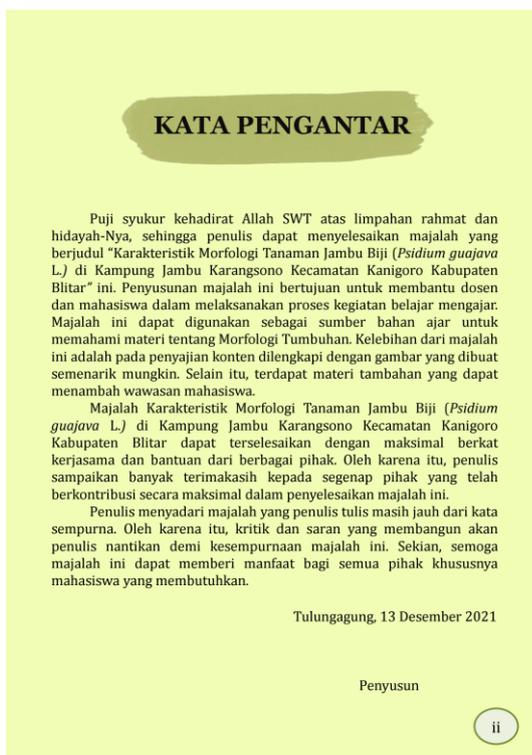 KATA PENGANTAR
Puji syukur kehadirat Allah SWT atas limpahan rahmat dan
hidayah-Nya, sehingga penulis dapat menyelesaikan majalah yang
berjudul “Karakteristik Morfologi Tanaman Jambu Biji (Psidium guajava
L.) di Kampung Jambu Karangsono Kecamatan Kanigoro Kabupaten
Blitar” ini. Penyusunan majalah ini bertujuan untuk membantu dosen
dan mahasiswa dalam melaksanakan proses kegiatan belajar mengajar.
Majalah ini dapat digunakan sebagai sumber bahan ajar untuk
memahami materi tentang Morfologi Tumbuhan. Kelebihan dari majalah
ini adalah pada penyajian konten dilengkapi dengan gambar yang dibuat
semenarik mungkin. Selain itu, terdapat materi tambahan yang dapat
menambah wawasan mahasiswa.
Majalah Karakteristik Morfologi Tanaman Jambu Biji (Psidium
guajava L.) di Kampung Jambu Karangsono Kecamatan Kanigoro
Kabupaten Blitar dapat terselesaikan dengan maksimal berkat
kerjasama dan bantuan dari berbagai pihak. Oleh karena itu, penulis
sampaikan banyak terimakasih kepada segenap pihak yang telah
berkontribusi secara maksimal dalam penyelesaikan majalah ini.
Penulis menyadari majalah yang penulis tulis masih jauh dari kata
sempurna. Oleh karena itu, kritik dan saran yang membangun akan
penulis nantikan demi kesempurnaan majalah ini. Sekian, semoga
majalah ini dapat memberi manfaat bagi semua pihak khususnya
mahasiswa yang membutuhkan.
Tulungagung, 13 Desember 2021
Penyusun
ii